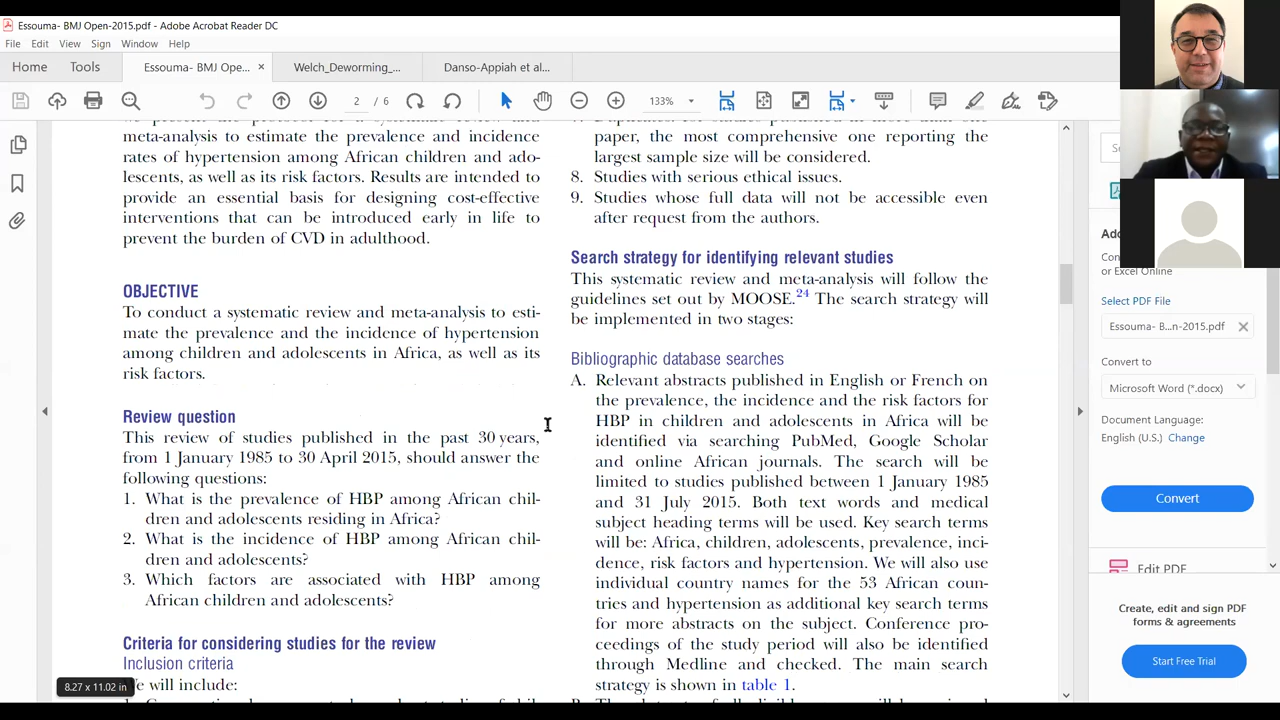 Essouma- BMJ Open-2015.pdf - Adobe Acrobat Reader DC
File Edit View Sign Window Help
Home Tools Essouma- BMJ Ope... × Welch_Deworming_... Danso-Appiah et al...
2 / 6 133%
meta-analysis to estimate the prevalence and incidence
rates of hypertension among African children and ado-
lescents, as well as its risk factors. Results are intended to
provide an essential basis for designing cost-effective
interventions that can be introduced early in life to
prevent the burden of CVD in adulthood.
OBJECTIVE
To conduct a systematic review and meta-analysis to esti-
mate the prevalence and the incidence of hypertension
among children and adolescents in Africa, as well as its
risk factors.
Review question
This review of studies published in the past 30 years,
from 1 January 1985 to 30 April 2015, should answer the
following questions:
1. What is the prevalence of HBP among African chil-
dren and adolescents residing in Africa?
2. What is the incidence of HBP among African chil-
dren and adolescents?
3. Which factors are associated with HBP among
African children and adolescents?
Criteria for considering studies for the review
Inclusion criteria
We will include:
8.27 x 11.02 in
paper, the most comprehensive one reporting the
largest sample size will be considered.
8. Studies with serious ethical issues.
9. Studies whose full data will not be accessible even
after request from the authors.
Search strategy for identifying relevant studies
This systematic review and meta-analysis will follow the
guidelines set out by MOOSE.24 The search strategy will
be implemented in two stages:
Bibliographic database searches
A. Relevant abstracts published in English or French on
the prevalence, the incidence and the risk factors for
HBP in children and adolescents in Africa will be
identified via searching PubMed, Google Scholar
and online African journals. The search will be
limited to studies published between 1 January 1985
and 31 July 2015. Both text words and medical
subject heading terms will be used. Key search terms
will be: Africa, children, adolescents, prevalence, inci-
dence, risk factors and hypertension. We will also use
individual country names for the 53 African coun-
tries and hypertension as additional key search terms
for more abstracts on the subject. Conference pro-
ceedings of the study period will also be identified
through Medline and checked. The main search
strategy is shown in table 1.
or Excel Online
Select PDF File
Essouma- B...n-2015.pdf
Convert to
Microsoft Word (*.docx)
Document Language:
English (U.S.) Change
Convert
Edit PDF
Create, edit and sign PDF
forms & agreements
Start Free Trial